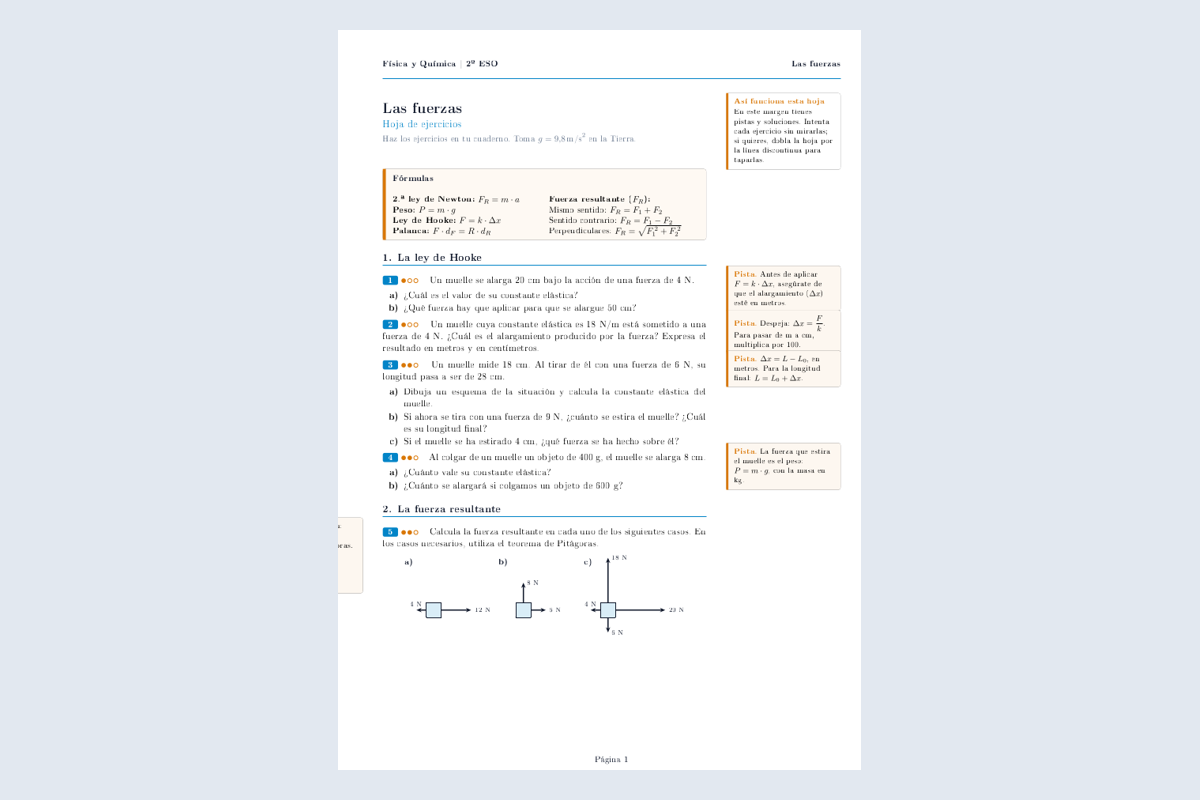 Física y Química | 2º ESO
Las fuerzas
Las fuerzas
Hoja de ejercicios
Haz los ejercicios en tu cuaderno. Toma g = 9,8 m/s² en la Tierra.
Así funciona esta hoja
En este margen tienes
pistas y soluciones. Intenta
cada ejercicio sin mirarlas;
si quieres, dobla la hoja por
la línea discontinua para
taparlas.
Fórmulas
2.ª ley de Newton: F_R = m · a
Peso: P = m · g
Ley de Hooke: F = k · Δx
Palanca: F · d_F = R · d_R
Fuerza resultante (F_R):
Mismo sentido: F_R = F₁ + F₂
Sentido contrario: F_R = F₁ − F₂
Perpendiculares: F_R = √(F₁² + F₂²)
1. La ley de Hooke
1 Un muelle se alarga 20 cm bajo la acción de una fuerza de 4 N.
a) ¿Cuál es el valor de su constante elástica?
b) ¿Qué fuerza hay que aplicar para que se alargue 50 cm?
Pista. Antes de aplicar
F = k · Δx, asegúrate de
que el alargamiento (Δx)
esté en metros.
2 Un muelle cuya constante elástica es 18 N/m está sometido a una
fuerza de 4 N. ¿Cuál es el alargamiento producido por la fuerza? Expresa el
resultado en metros y en centímetros.
Pista. Despeja: Δx = F/k.
Para pasar de m a cm,
multiplica por 100.
3 Un muelle mide 18 cm. Al tirar de él con una fuerza de 6 N, su
longitud pasa a ser de 28 cm.
a) Dibuja un esquema de la situación y calcula la constante elástica del
muelle.
b) Si ahora se tira con una fuerza de 9 N, ¿cuánto se estira el muelle? ¿Cuál
es su longitud final?
c) Si el muelle se ha estirado 4 cm, ¿qué fuerza se ha hecho sobre él?
Pista. Δx = L − L₀, en
metros. Para la longitud
final: L = L₀ + Δx.
4 Al colgar de un muelle un objeto de 400 g, el muelle se alarga 8 cm.
a) ¿Cuánto vale su constante elástica?
b) ¿Cuánto se alargará si colgamos un objeto de 600 g?
Pista. La fuerza que estira
el muelle es el peso:
P = m · g, con la masa en
kg.
2. La fuerza resultante
5 Calcula la fuerza resultante en cada uno de los siguientes casos. En
los casos necesarios, utiliza el teorema de Pitágoras.
oras.
a)
4 N
12 N
b)
8 N
5 N
c)
18 N
4 N
20 N
6 N
Página 1